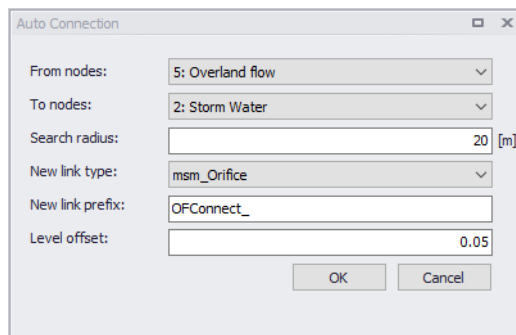 Auto Connection
From nodes: 5: Overland flow
To nodes: 2: Storm Water
Search radius: 20 [m]
New link type: msm_Orifice
New link prefix: OFConnect_
Level offset: 0.05
OK Cancel